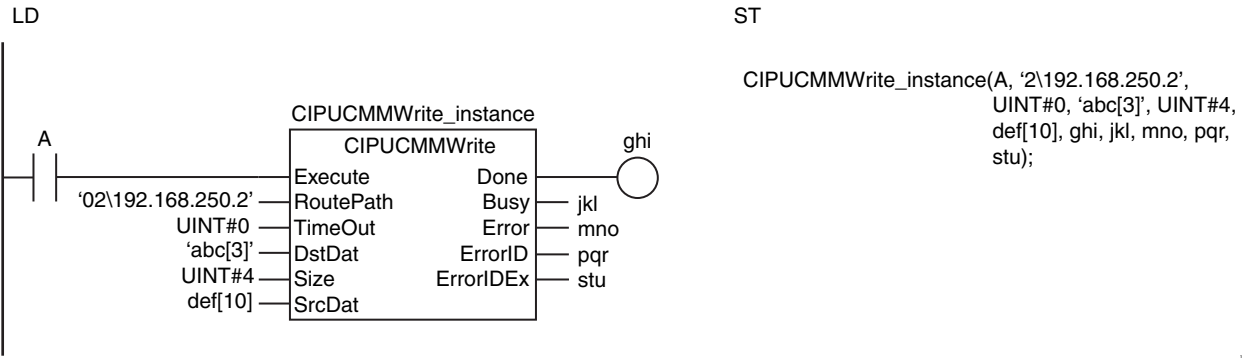 LD
ST
CIPUCMMWrite_instance(A, ‘2\192.168.250.2’,
UINT#0, ‘abc[3]’, UINT#4,
def[10], ghi, jkl, mno, pqr,
stu);
CIPUCMMWrite_instance
A
CIPUCMMWrite
ghi
Execute Done
‘02\192.168.250.2’ RoutePath Busy jkl
UINT#0 TimeOut Error mno
‘abc[3]’ DstDat ErrorID pqr
UINT#4 Size ErrorIDEx stu
def[10] SrcDat